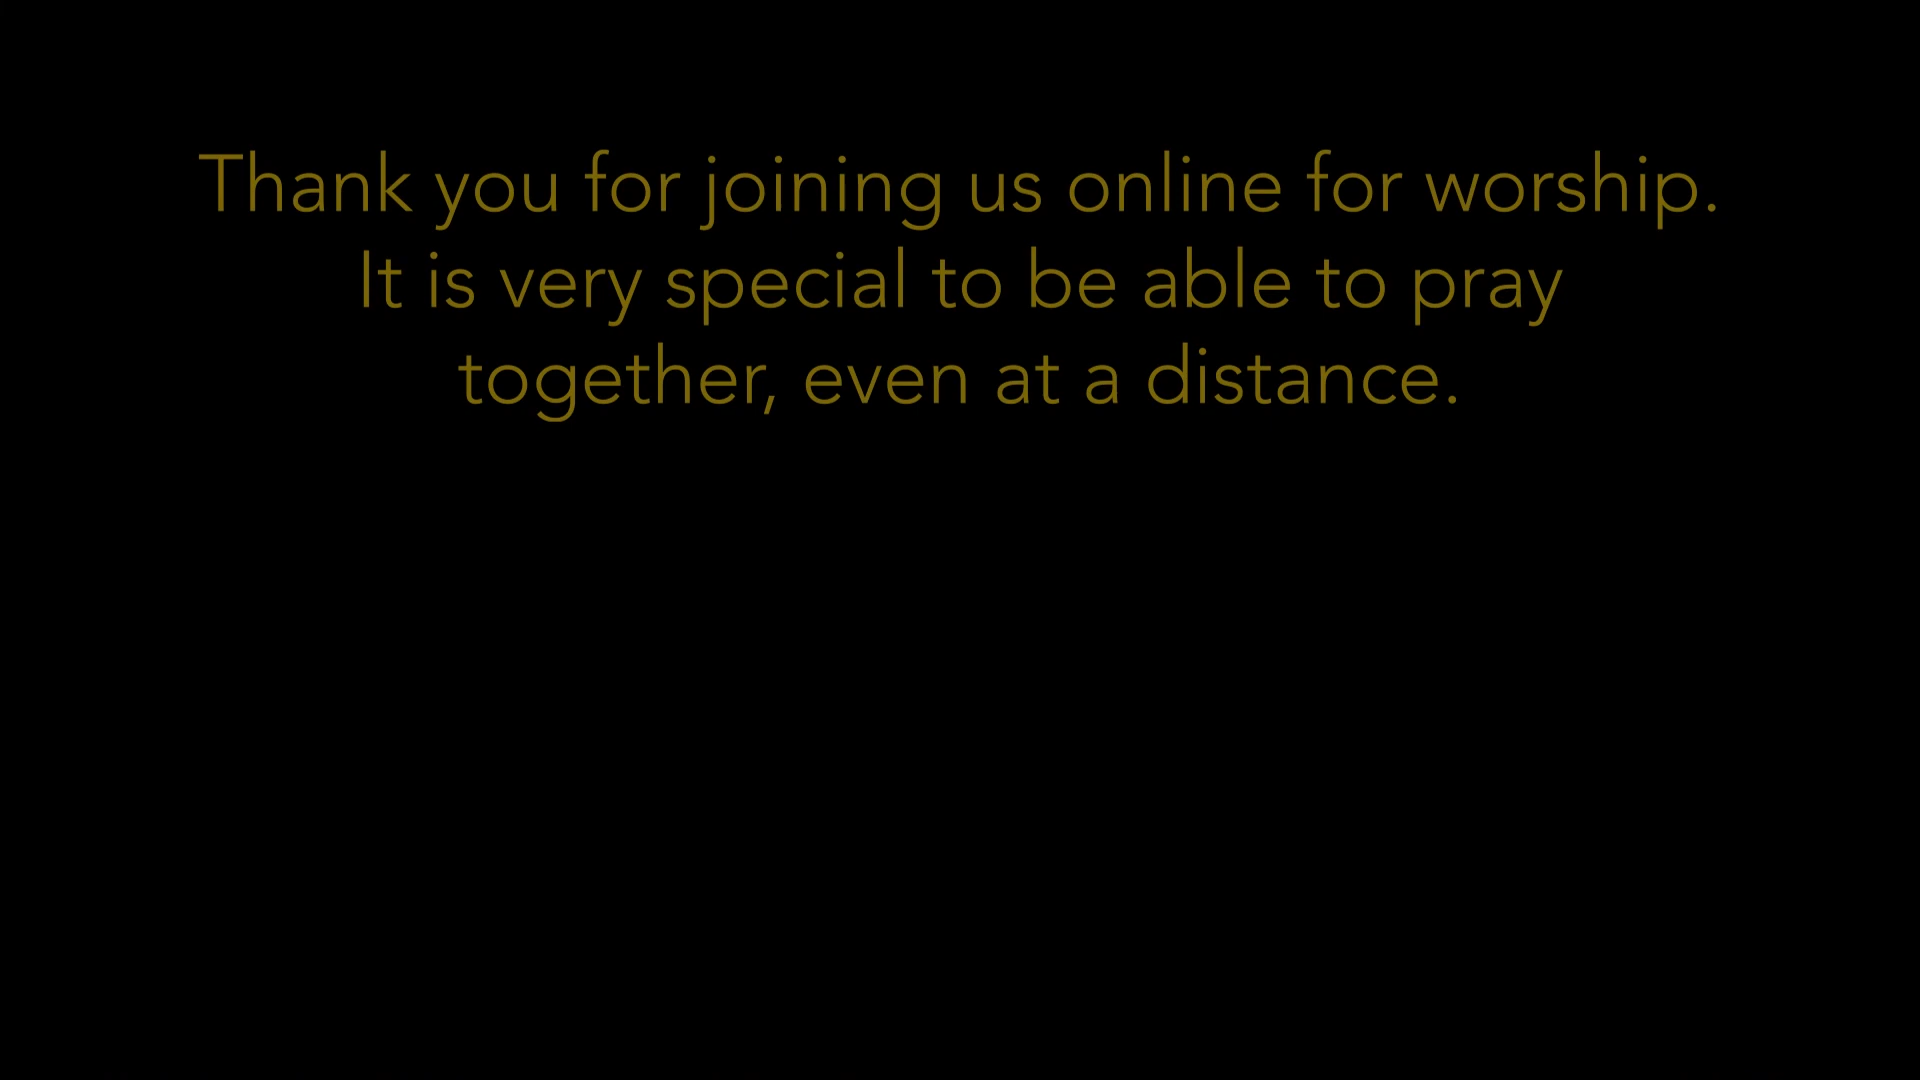 Thank you for joining us online for worship.
It is very special to be able to pray
together, even at a distance.